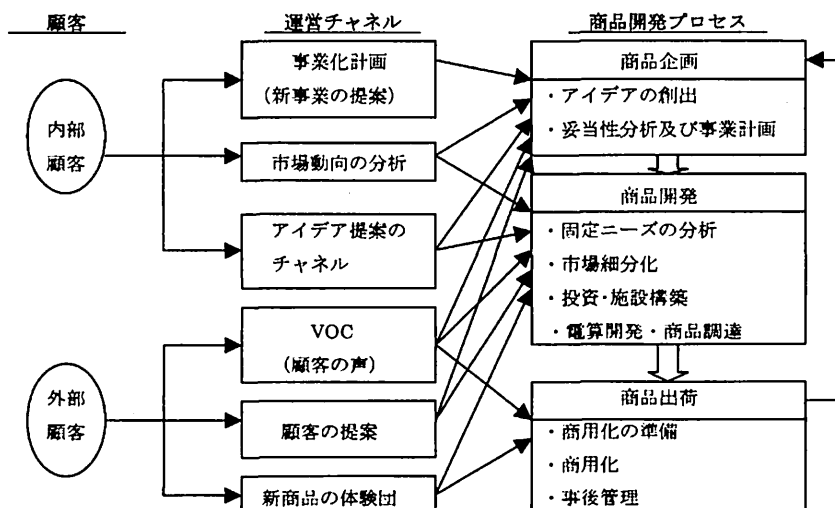 顧客
運営チャネル
商品開発プロセス
内部
顧客
外部
顧客
事業化計画
(新事業の提案)
市場動向の分析
アイデア提案の
チャネル
VOC
(顧客の声)
顧客の提案
新商品の体験団
商品企画
・アイデアの創出
・妥当性分析及び事業計画
商品開発
・固定ニーズの分析
・市場細分化
・投資・施設構築
・電算開発・商品調達
商品出荷
・商用化の準備
・商用化
・事後管理